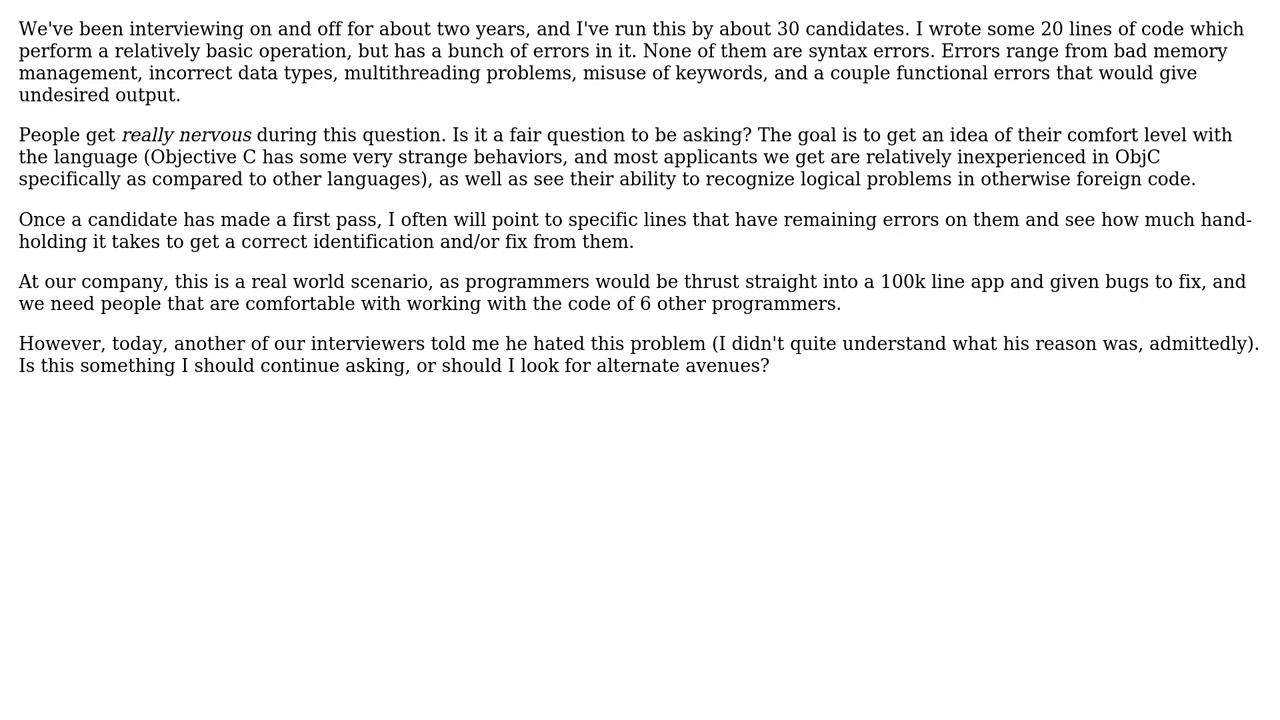 We've been interviewing on and off for about two years, and I've run this by about 30 candidates. I wrote some 20 lines of code which
perform a relatively basic operation, but has a bunch of errors in it. None of them are syntax errors. Errors range from bad memory
management, incorrect data types, multithreading problems, misuse of keywords, and a couple functional errors that would give
undesired output.
People get really nervous during this question. Is it a fair question to be asking? The goal is to get an idea of their comfort level with
the language (Objective C has some very strange behaviors, and most applicants we get are relatively inexperienced in ObjC
specifically as compared to other languages), as well as see their ability to recognize logical problems in otherwise foreign code.
Once a candidate has made a first pass, I often will point to specific lines that have remaining errors on them and see how much hand-
holding it takes to get a correct identification and/or fix from them.
At our company, this is a real world scenario, as programmers would be thrust straight into a 100k line app and given bugs to fix, and
we need people that are comfortable with working with the code of 6 other programmers.
However, today, another of our interviewers told me he hated this problem (I didn't quite understand what his reason was, admittedly).
Is this something I should continue asking, or should I look for alternate avenues?